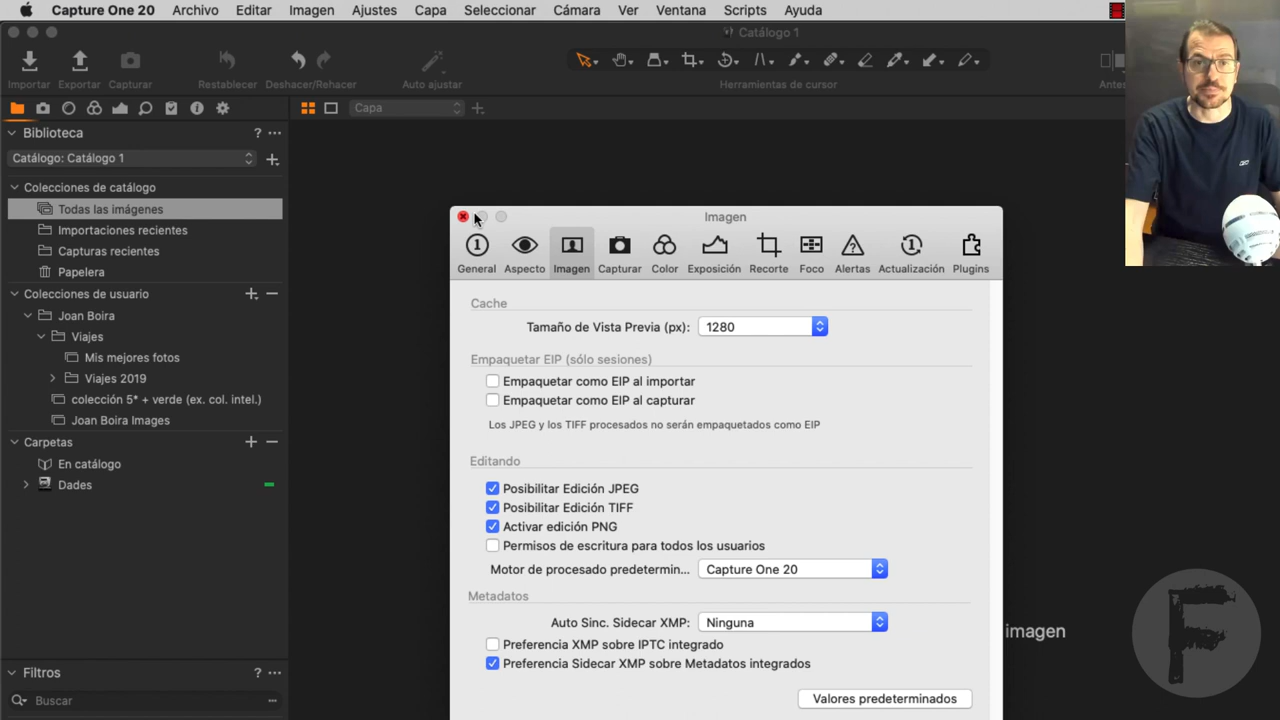 Capture One 20 Archivo Editar Imagen Ajustes Capa Seleccionar Cámara Ver Ventana Scripts Ayuda
Catálogo 1
Importar Exportar Capturar Restablecer Deshacer/Rehacer Auto ajustar Herramientas de cursor Antes
Capa
Biblioteca ?
Catálogo: Catálogo 1
Colecciones de catálogo
Todas las imágenes
Importaciones recientes
Capturas recientes
Papelera
Colecciones de usuario
Joan Boira
Viajes
Mis mejores fotos
Viajes 2019
colección 5* + verde (ex. col. intel.)
Joan Boira Images
Carpetas
En catálogo
Dades
Filtros ?
Buscar
Imagen
General Aspecto Imagen Capturar Color Exposición Recorte Foco Alertas Actualización Plugins
Cache
Tamaño de Vista Previa (px): 1280
Empaquetar EIP (sólo sesiones)
Empaquetar como EIP al importar
Empaquetar como EIP al capturar
Los JPEG y los TIFF procesados no serán empaquetados como EIP
Editando
Posibilitar Edición JPEG
Posibilitar Edición TIFF
Activar edición PNG
Permisos de escritura para todos los usuarios
Motor de procesado predetermin... Capture One 20
Metadatos
Auto Sinc. Sidecar XMP: Ninguna
Preferencia XMP sobre IPTC integrado
Preferencia Sidecar XMP sobre Metadatos integrados
Valores predeterminados
imagen
F